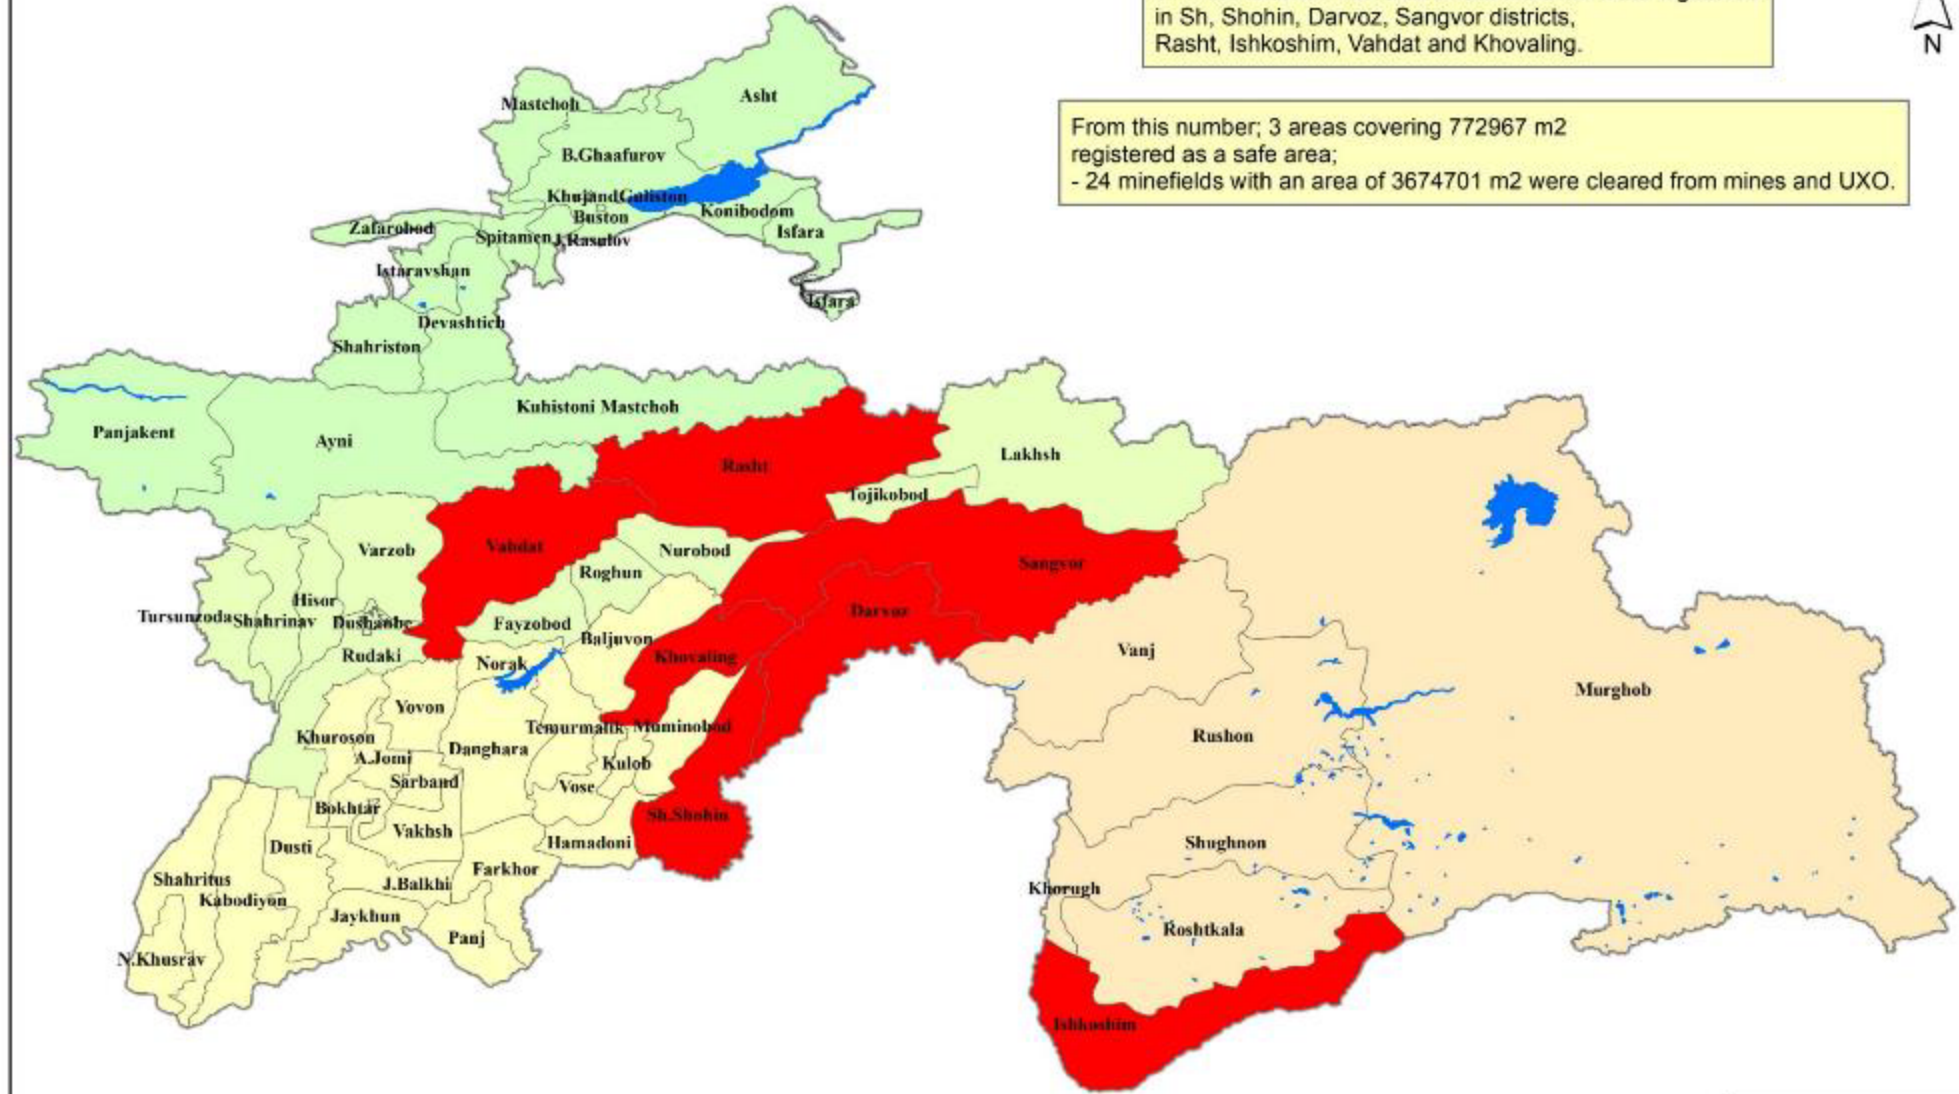 in Sh, Shohin, Darvoz, Sangvor districts,
Rasht, Ishkoshim, Vahdat and Khovaling.
N
From this number; 3 areas covering 772967 m2
registered as a safe area;
- 24 minefields with an area of 3674701 m2 were cleared from mines and UXO.
Asht
Mastchoh
B.Ghaafurov
Khujand Guliston
Buston
Konibodom
Zafarobod
Spitamen J.Rasulov
Isfara
Istaravshan
Isfara
Devashtich
Shahriston
Kuhistoni Mastchoh
Panjakent
Ayni
Rasht
Lakhsh
Tojikobod
Varzob
Vahdat
Nurobod
Sangvor
Roghun
Hisor
Darvoz
Tursunzoda Shahrinav
Dushanbe
Fayzobod
Baljuvon
Rudaki
Norak
Khovaling
Vanj
Murghob
Yovon
Temurmalik Muminobod
Khuroson
Danghara
Rushon
A.Jomi
Kulob
Sarband
Vose
Bokhtar
Sh.Shohin
Vakhsh
Hamadoni
Dusti
Shughnon
Farkhor
Shahritus
J.Balkhi
Khorugh
Kabodiyon
Jaykhun
Roshtkala
Panj
N.Khusrav
Ishkoshim